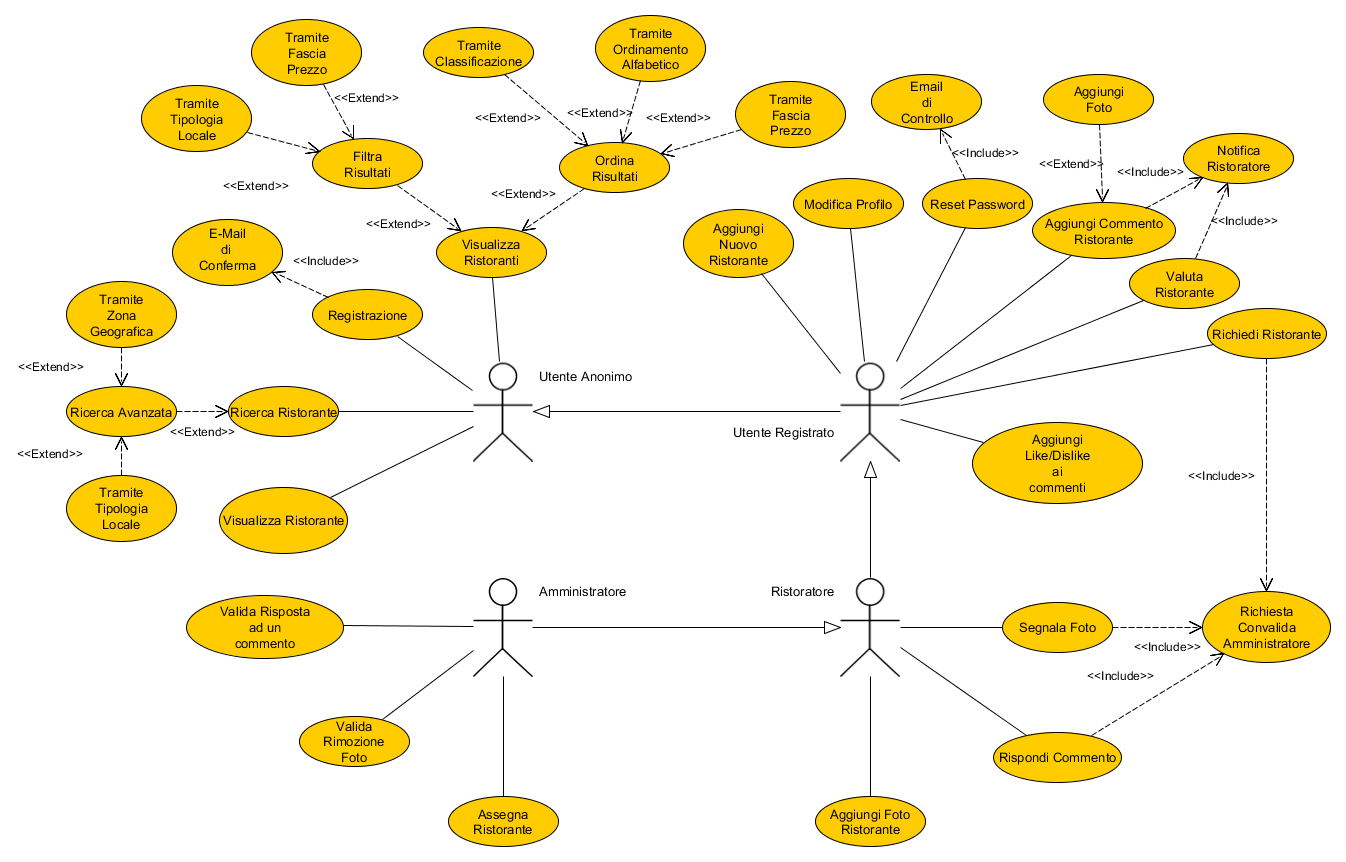 Tramite
Fascia
Prezzo
Tramite
Classificazione
Tramite
Ordinamento
Alfabetico
Tramite
Tipologia
Locale
<<Extend>>
<<Extend>>
<<Extend>>
<<Extend>>
Tramite
Fascia
Prezzo
Email
di
Controllo
Aggiungi
Foto
Filtra
Risultati
Ordina
Risultati
<<Include>>
<<Extend>>
<<Include>>
Notifica
Ristoratore
<<Extend>>
<<Extend>>
<<Extend>>
Modifica Profilo
Reset Password
Aggiungi Commento
Ristorante
<<Include>>
E-Mail
di
Conferma
<<Include>>
Visualizza
Ristoranti
Aggiungi
Nuovo
Ristorante
Valuta
Ristorante
Tramite
Zona
Geografica
Registrazione
Richiedi Ristorante
<<Extend>>
Utente Anonimo
Ricerca Avanzata
<<Extend>>
Ricerca Ristorante
Utente Registrato
<<Extend>>
Aggiungi
Like/Dislike
ai
commenti
<<Include>>
Tramite
Tipologia
Locale
Visualizza Ristorante
Amministratore
Ristoratore
Valida Risposta
ad un
commento
Segnala Foto
Richiesta
Convalida
Amministratore
<<Include>>
<<Include>>
Valida
Rimozione
Foto
Rispondi Commento
Assegna
Ristorante
Aggiungi Foto
Ristorante